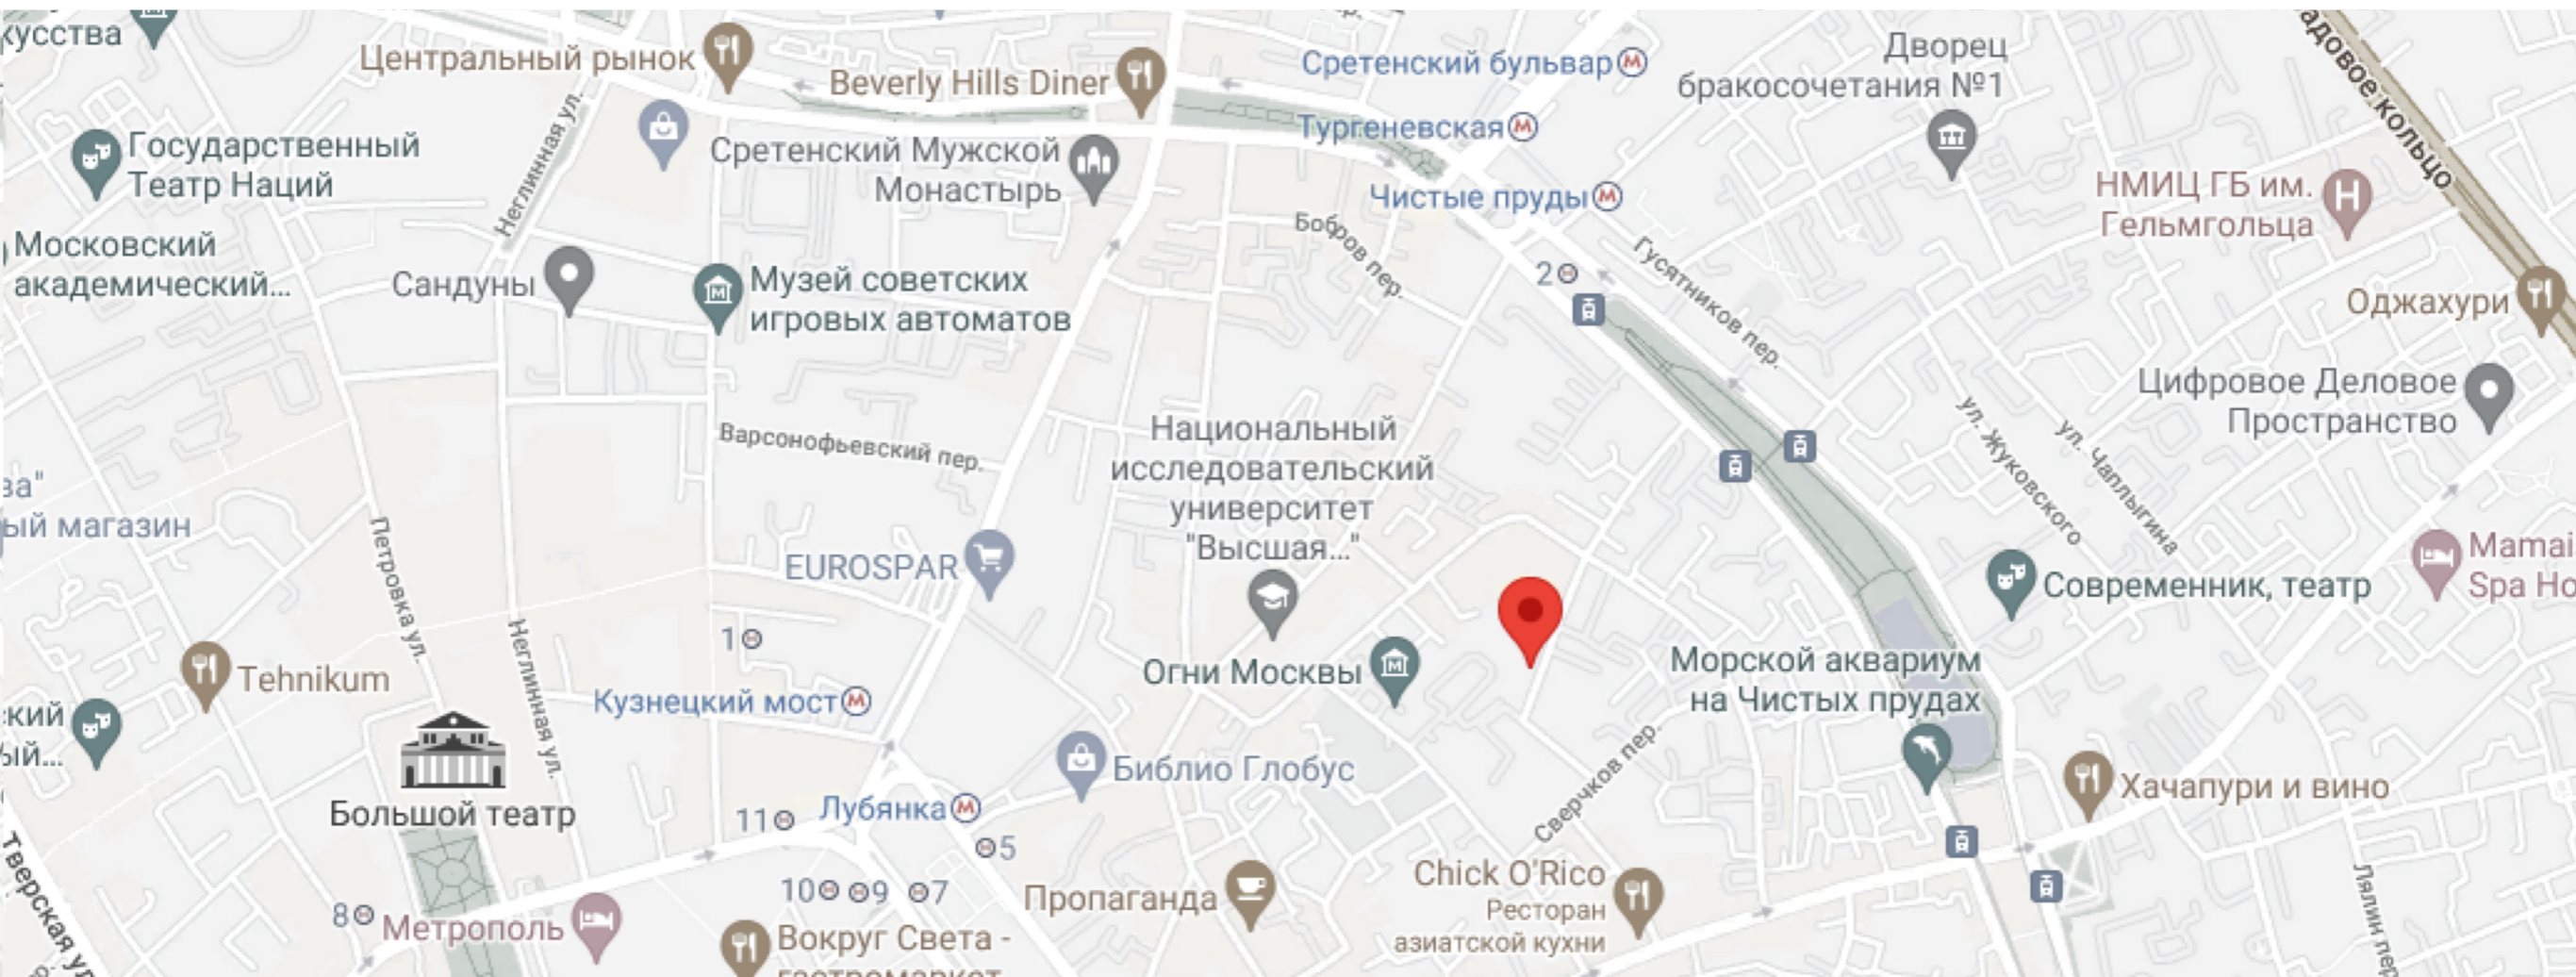 кусства
Центральный рынок
Beverly Hills Diner
Сретенский бульвар
Дворец
бракосочетания №1
адовое кольцо
Неглинная ул.
Государственный
Театр Наций
Сретенский Мужской
Монастырь
Тургеневская
Чистые пруды
НМИЦ ГБ им.
Гельмгольца
Московский
академический...
Сандуны
Музей советских
игровых автоматов
Бобров пер.
2
Гусятников пер.
Оджахури
Цифровое Деловое
Пространство
Варсонофьевский пер.
Национальный
исследовательский
университет
"Высшая..."
ул. Жуковского
ул. Чаплыгина
ва"
ый магазин
Петровка ул.
EUROSPAR
Современник, театр
Mamai
Spa Ho
1
Неглинная ул.
Tehnikum
Кузнецкий мост
Огни Москвы
Морской аквариум
на Чистых прудах
ский
ый...
Большой театр
Библио Глобус
Сверчков пер.
Хачапури и вино
11
Лубянка
5
Тверская ул
8
Метрополь
10
9
7
Пропаганда
Chick O'Rico
Ресторан
азиатской кухни
Лялин пер
Вокруг Света -
гастромаркет